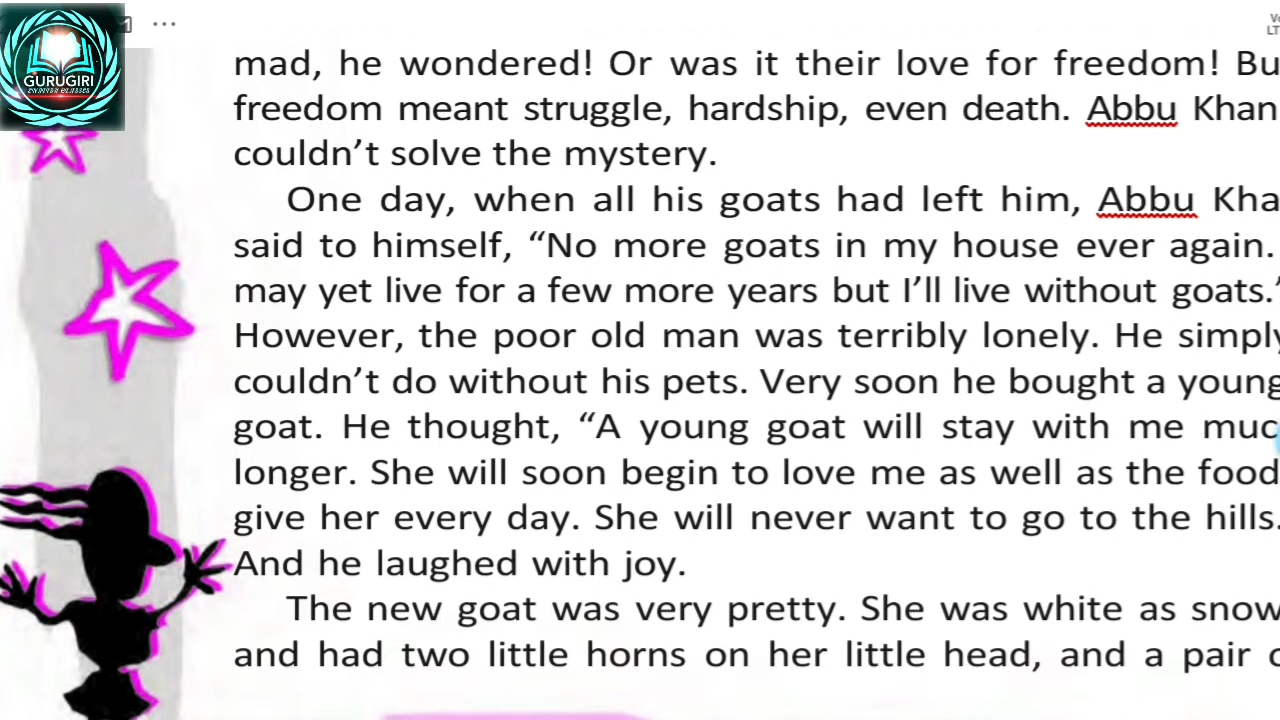 GURUGIRI
...
mad, he wondered! Or was it their love for freedom! Bu
freedom meant struggle, hardship, even death. Abbu Khan
couldn't solve the mystery.
One day, when all his goats had left him, Abbu Kha
said to himself, “No more goats in my house ever again.
may yet live for a few more years but I'll live without goats.”
However, the poor old man was terribly lonely. He simply
couldn't do without his pets. Very soon he bought a young
goat. He thought, “A young goat will stay with me muc
longer. She will soon begin to love me as well as the food
give her every day. She will never want to go to the hills.
And he laughed with joy.
The new goat was very pretty. She was white as snow
and had two little horns on her little head, and a pair